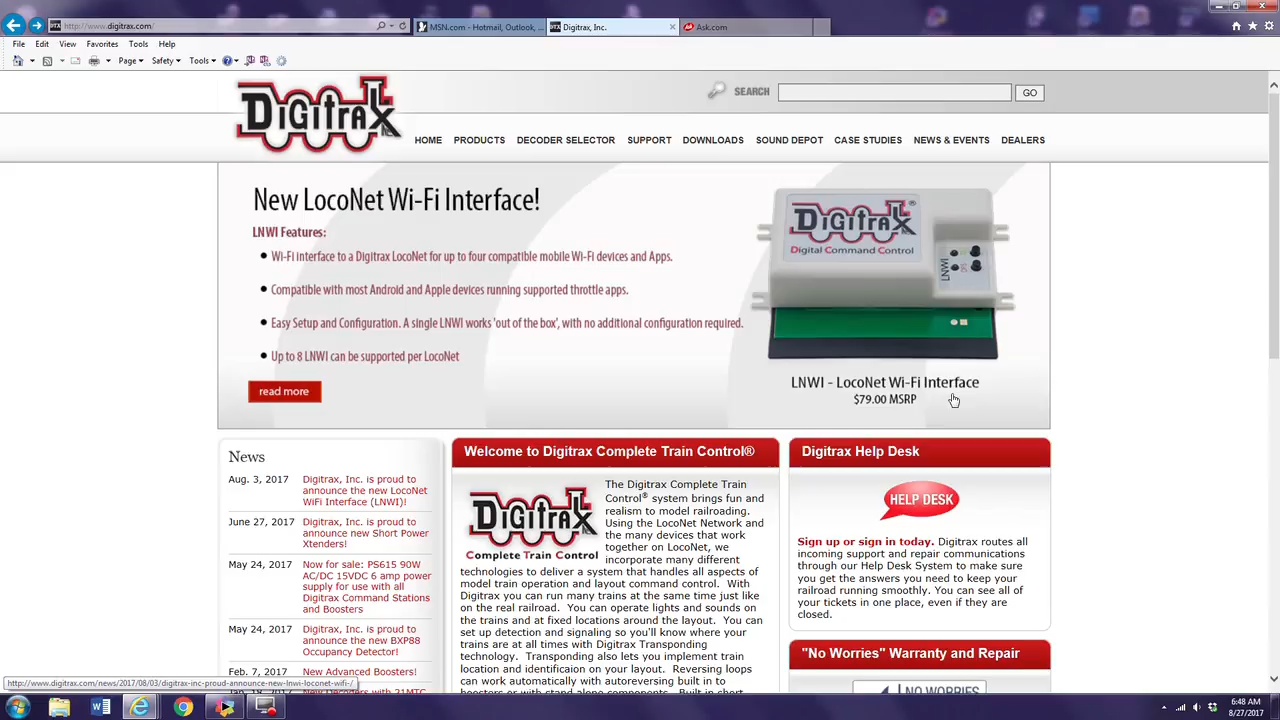 http://www.digitrax.com/
MSN.com - Hotmail, Outlook, ...
Digitrax, Inc.
Ask.com
File Edit View Favorites Tools Help
Page Safety Tools
DIGITRAX INC.
SEARCH
GO
HOME PRODUCTS DECODER SELECTOR SUPPORT DOWNLOADS SOUND DEPOT CASE STUDIES NEWS & EVENTS DEALERS
New LocoNet Wi-Fi Interface!
LNWI Features:
Wi-Fi interface to a Digitrax LocoNet for up to four compatible mobile Wi-Fi devices and Apps.
Compatible with most Android and Apple devices running supported throttle apps.
Easy Setup and Configuration. A single LNWI works 'out of the box', with no additional configuration required.
Up to 8 LNWI can be supported per LocoNet
read more
DIGITRAX
Digital Command Control
LNWI
LNWI - LocoNet Wi-Fi Interface
$79.00 MSRP
News
Aug. 3, 2017 Digitrax, Inc. is proud to
announce the new LocoNet
WiFi Interface (LNWI)!
June 27, 2017 Digitrax, Inc. is proud to
announce new Short Power
Xtenders!
May 24, 2017 Now for sale: PS615 90W
AC/DC 15VDC 6 amp power
supply for use with all
Digitrax Command Stations
and Boosters
May 24, 2017 Digitrax, Inc. is proud to
announce the new BXP88
Occupancy Detector!
Feb. 7, 2017 New Advanced Boosters!
Jan. 18, 2017 New Decoders with 21MTC
Welcome to Digitrax Complete Train Control®
DIGITRAX
Complete Train Control
The Digitrax Complete Train
Control® system brings fun and
realism to model railroading.
Using the LocoNet Network and
the many devices that work
together on LocoNet, we
incorporate many different
technologies to deliver a system that handles all aspects of
model train operation and layout command control. With
Digitrax you can run many trains at the same time just like
on the real railroad. You can operate lights and sounds on
the trains and at fixed locations around the layout. You can
set up detection and signaling so you'll know where your
trains are at all times with Digitrax Transponding
technology. Transponding also lets you implement train
location and identificaion on your layout. Reversing loops
can work automatically with autoreversing built in to
boosters or with stand alone components. Built in short
Digitrax Help Desk
HELP DESK
Sign up or sign in today. Digitrax routes all
incoming support and repair communications
through our Help Desk System to make sure
you get the answers you need to keep your
railroad running smoothly. You can see all of
your tickets in one place, even if they are
closed.
"No Worries" Warranty and Repair
NO WORRIES
http://www.digitrax.com/news/2017/08/03/digitrax-inc-proud-announce-new-lnwi-loconet-wifi-/
6:48 AM
8/27/2017